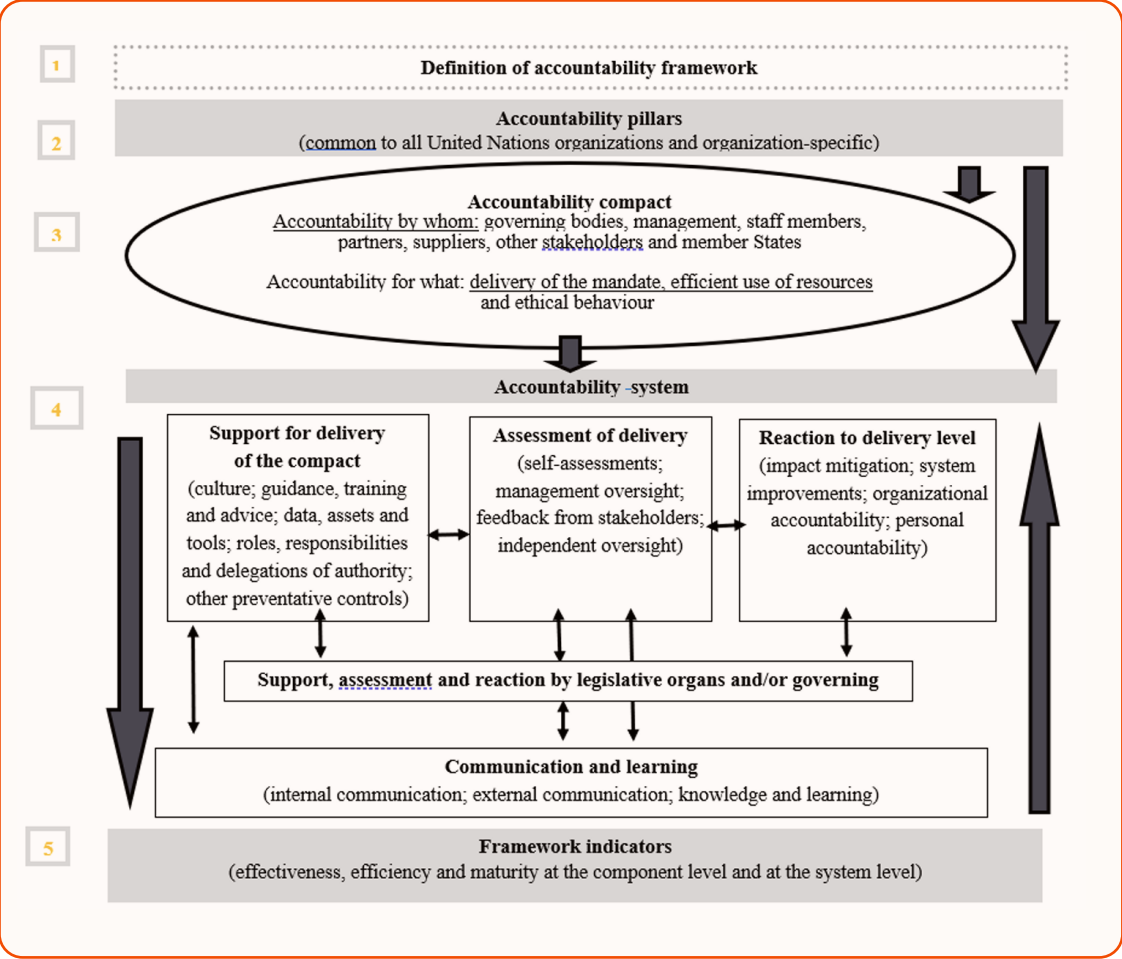 1
Definition of accountability framework
2
Accountability pillars
(common to all United Nations organizations and organization-specific)
3
Accountability compact
Accountability by whom: governing bodies, management, staff members,
partners, suppliers, other stakeholders and member States
Accountability for what: delivery of the mandate, efficient use of resources
and ethical behaviour
4
Accountability -system
Support for delivery
of the compact
(culture; guidance, training
and advice; data, assets and
tools; roles, responsibilities
and delegations of authority;
other preventative controls)
Assessment of delivery
(self-assessments;
management oversight;
feedback from stakeholders;
independent oversight)
Reaction to delivery level
(impact mitigation; system
improvements; organizational
accountability; personal
accountability)
Support, assessment and reaction by legislative organs and/or governing
Communication and learning
(internal communication; external communication; knowledge and learning)
5
Framework indicators
(effectiveness, efficiency and maturity at the component level and at the system level)